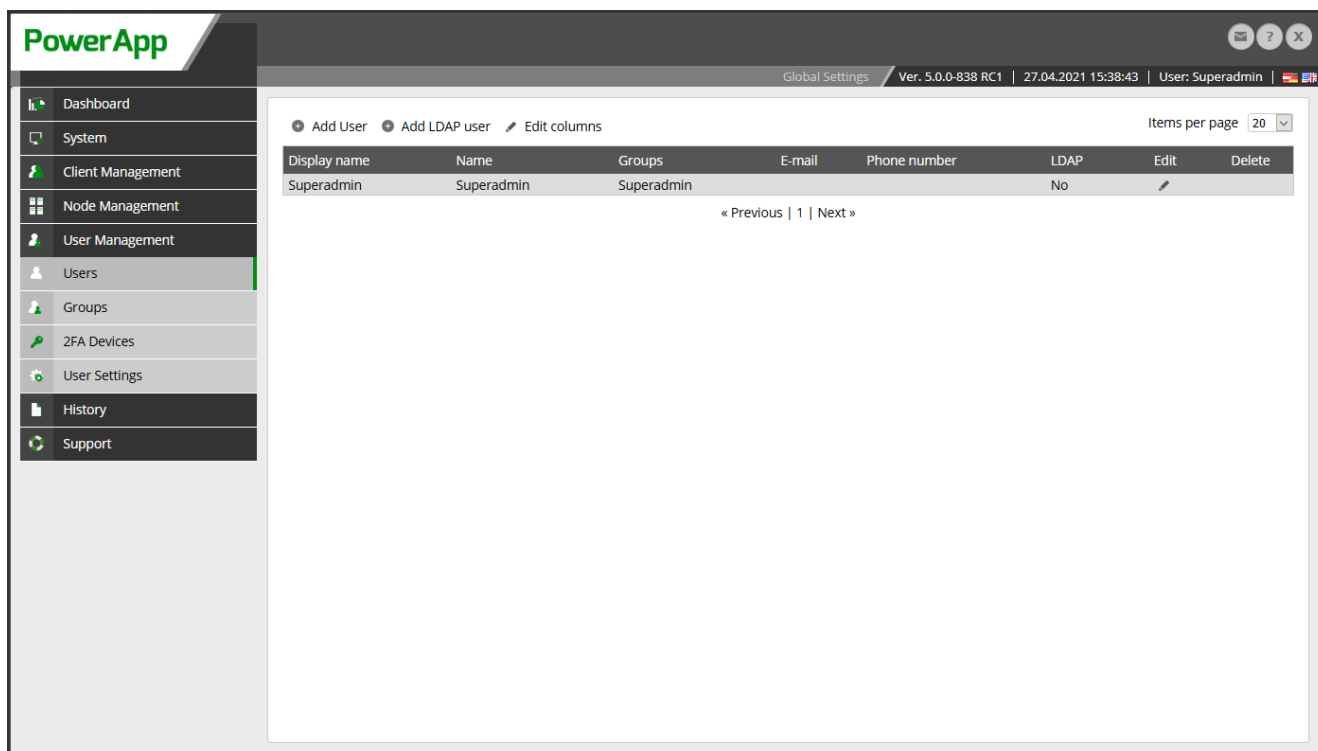 PowerApp
? X
Global Settings Ver. 5.0.0-838 RC1 | 27.04.2021 15:38:43 | User: Superadmin |
Dashboard
System
Client Management
Node Management
User Management
Users
Groups
2FA Devices
User Settings
History
Support
Add User Add LDAP user Edit columns Items per page 20
Display name Name Groups E-mail Phone number LDAP Edit Delete
Superadmin Superadmin Superadmin No
« Previous | 1 | Next »